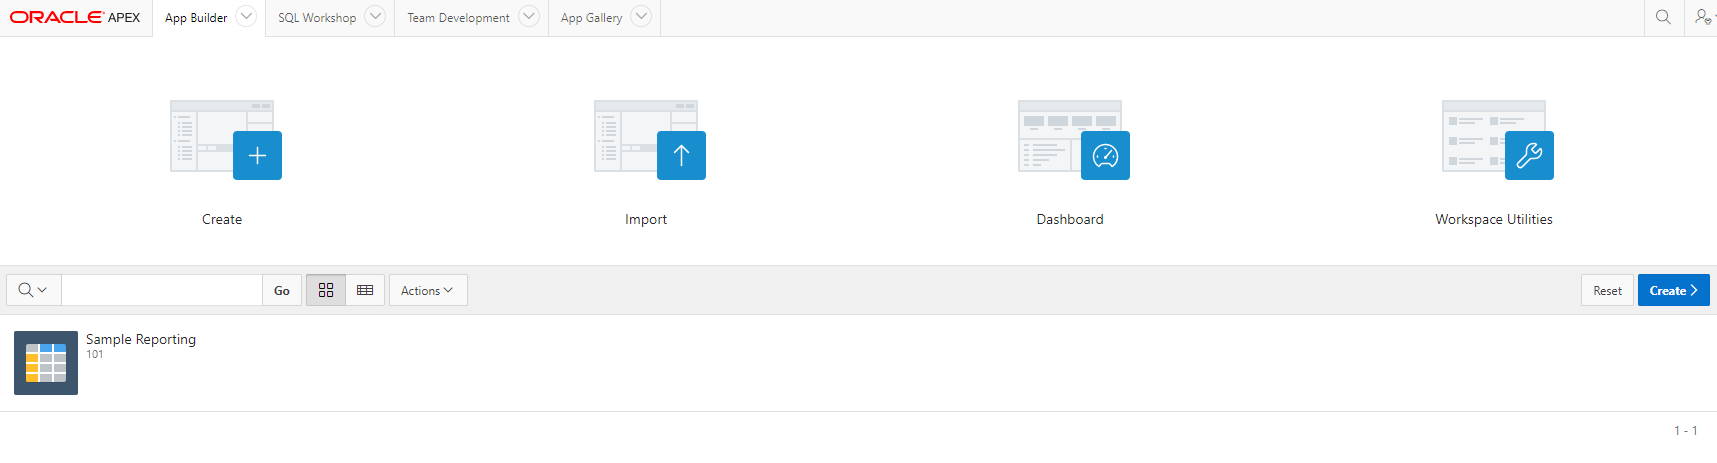 ORACLE APEX App Builder SQL Workshop Team Development App Gallery
Create Import Dashboard Workspace Utilities
Go Actions Reset Create
Sample Reporting
101
1 - 1